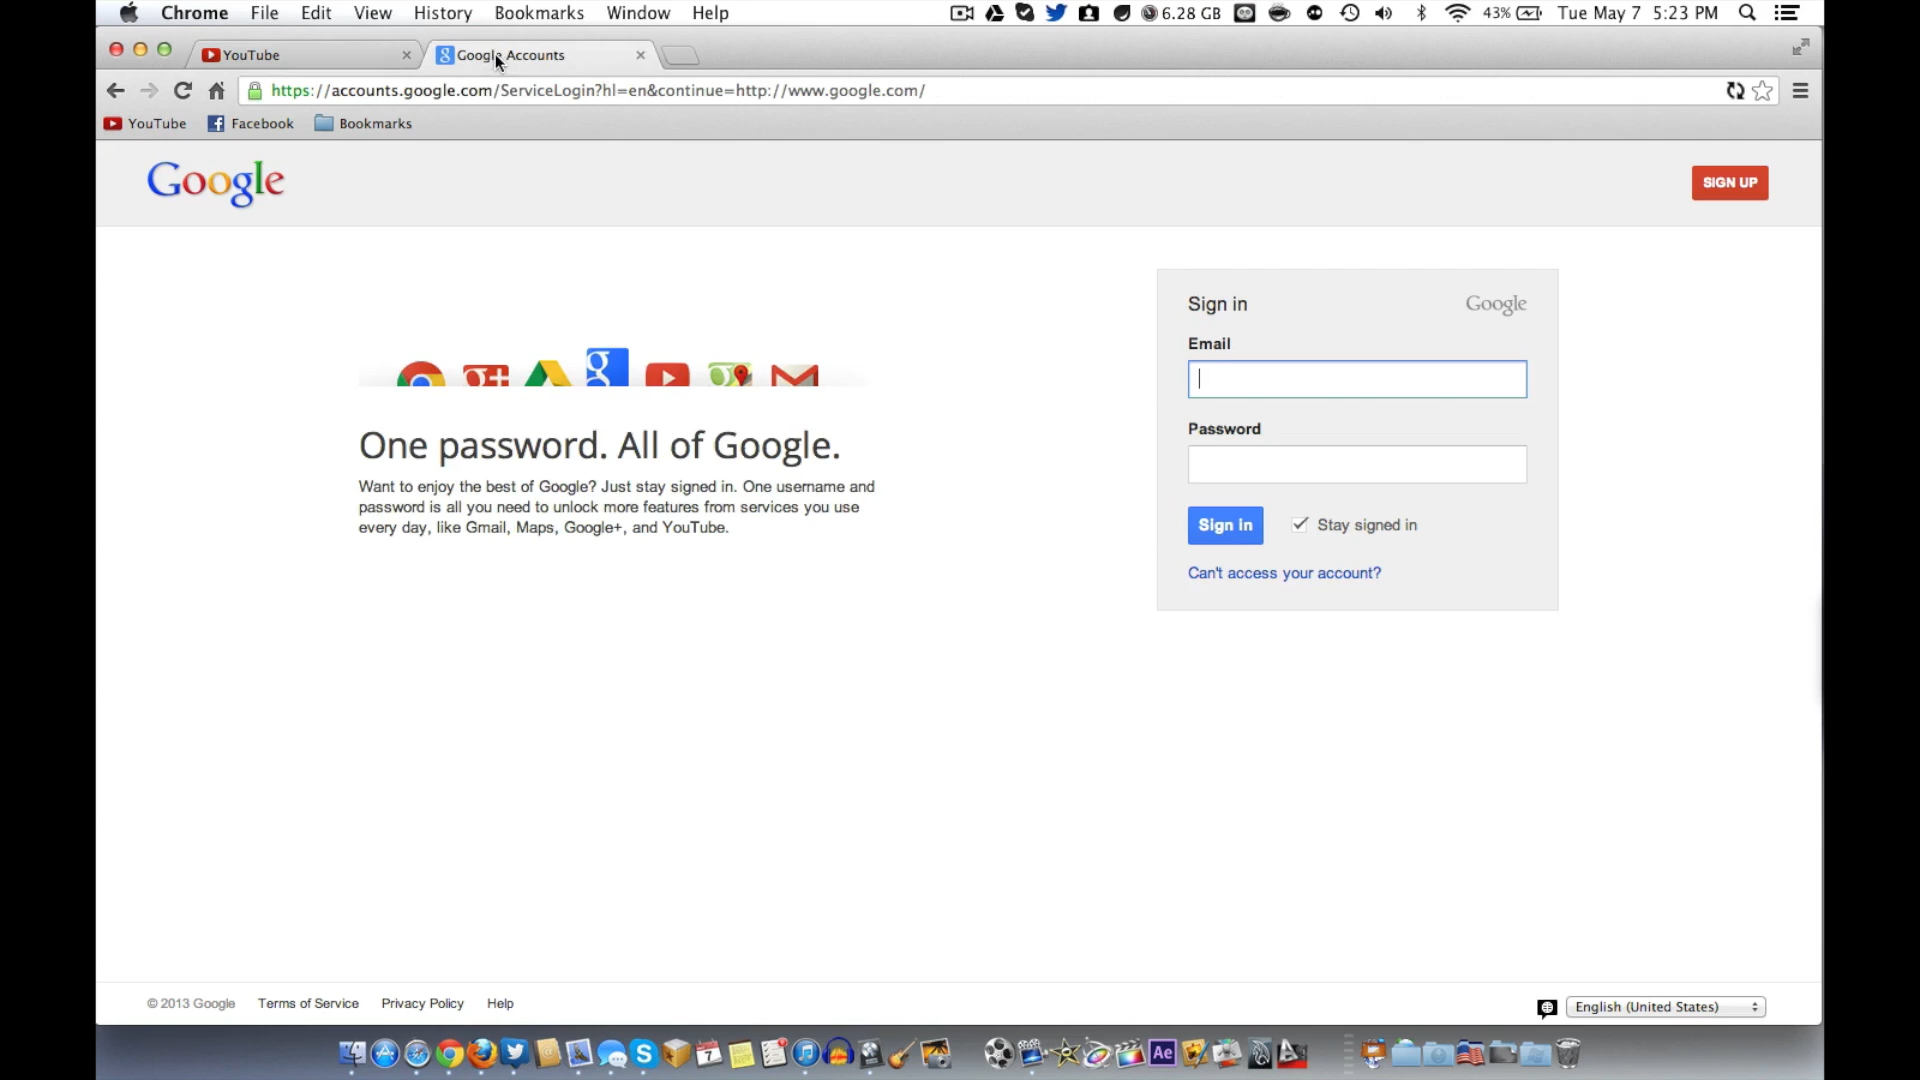 Chrome File Edit View History Bookmarks Window Help 6.28 GB 43% Tue May 7 5:23 PM
YouTube Google Accounts
https://accounts.google.com/ServiceLogin?hl=en&continue=http://www.google.com/
YouTube Facebook Bookmarks
Google
SIGN UP
Sign in Google
Email
Password
Sign in Stay signed in
Can't access your account?
One password. All of Google.
Want to enjoy the best of Google? Just stay signed in. One username and
password is all you need to unlock more features from services you use
every day, like Gmail, Maps, Google+, and YouTube.
© 2013 Google Terms of Service Privacy Policy Help
English (United States)
7
Ae